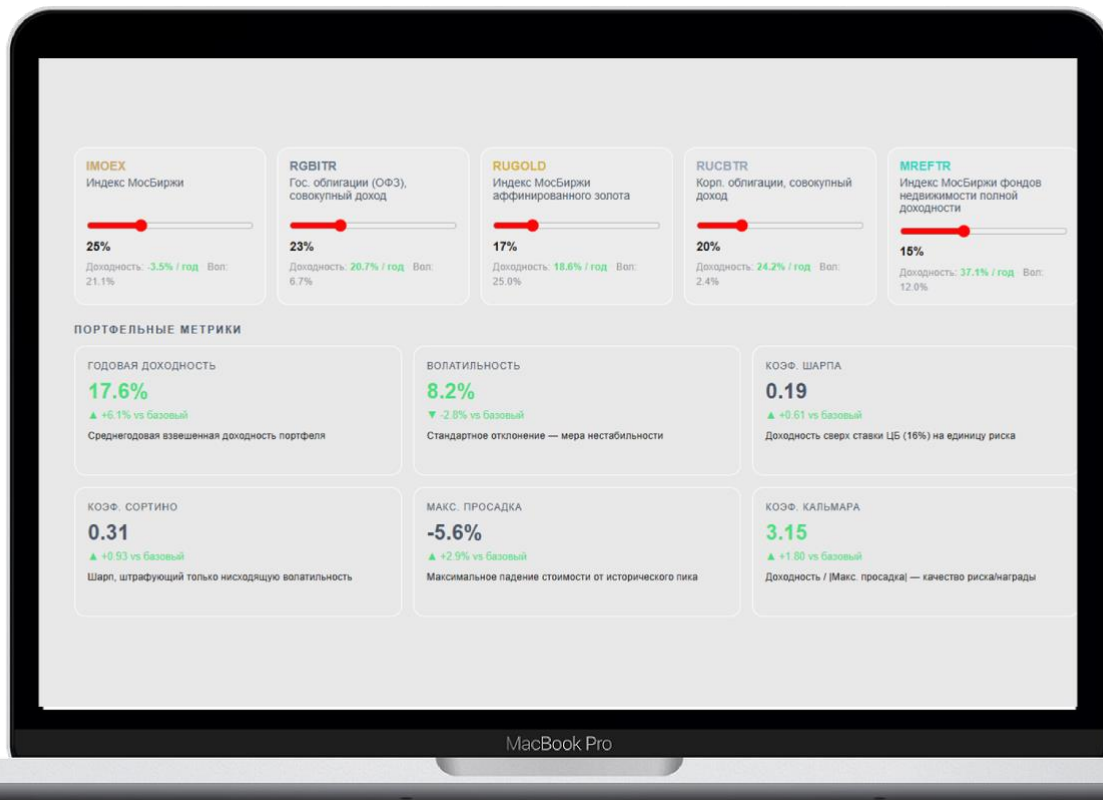 IMOEX
Индекс МосБиржи
25%
Доходность: -3.5% / год · Вол:
21.1%
RGBITR
Гос. облигации (ОФЗ),
совокупный доход
23%
Доходность: 20.7% / год · Вол:
6.7%
RUGOLD
Индекс МосБиржи
аффинированного золота
17%
Доходность: 18.6% / год · Вол:
25.0%
RUCBTR
Корп. облигации, совокупный
доход
20%
Доходность: 24.2% / год · Вол:
2.4%
MREFTR
Индекс МосБиржи фондов
недвижимости полной
доходности
15%
Доходность: 37.1% / год · Вол:
12.0%
ПОРТФЕЛЬНЫЕ МЕТРИКИ
ГОДОВАЯ ДОХОДНОСТЬ
17.6%
▲ +6.1% vs базовый
Среднегодовая взвешенная доходность портфеля
ВОЛАТИЛЬНОСТЬ
8.2%
▼ -2.8% vs базовый
Стандартное отклонение — мера нестабильности
КОЭФ. ШАРПА
0.19
▲ +0.61 vs базовый
Доходность сверх ставки ЦБ (16%) на единицу риска
КОЭФ. СОРТИНО
0.31
▲ +0.93 vs базовый
Шарп, штрафующий только нисходящую волатильность
МАКС. ПРОСАДКА
-5.6%
▲ +2.9% vs базовый
Максимальное падение стоимости от исторического пика
КОЭФ. КАЛЬМАРА
3.15
▲ +1.80 vs базовый
Доходность / |Макс. просадка| — качество риска/награды
MacBook Pro